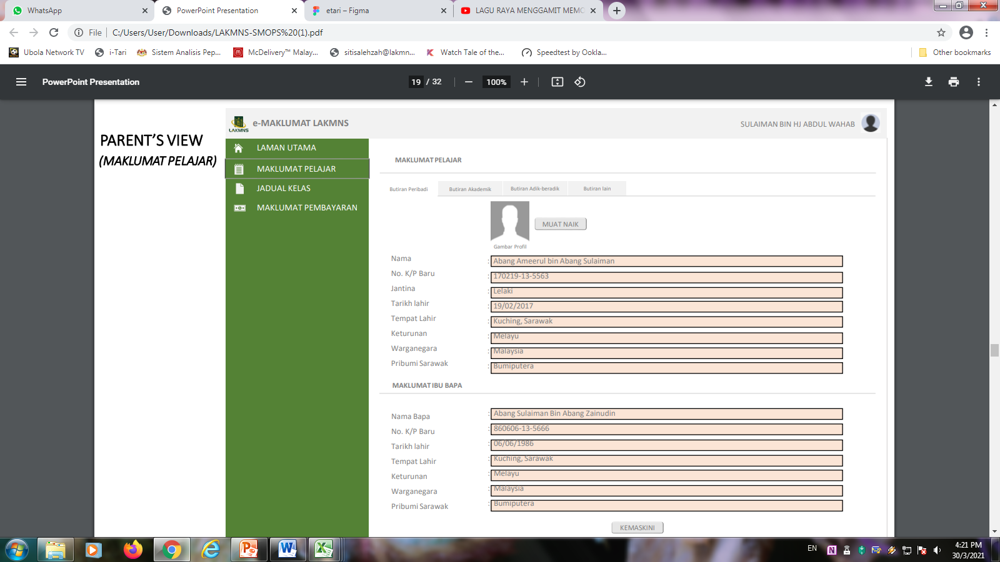 WhatsApp
PowerPoint Presentation
etari – Figma
LAGU RAYA MENGGAMIT MEMO
File
C:/Users/User/Downloads/LAKMNS-SMOPS%20(1).pdf
Ubola Network TV
i-Tari
Sistem Analisis Pep...
McDelivery™ Malay...
sitisalehzah@lakmn...
Watch Tale of the...
Speedtest by Ookla...
Other bookmarks
PowerPoint Presentation
19 / 32
100%
PARENT'S VIEW
(MAKLUMAT PELAJAR)
LAKMNS
e-MAKLUMAT LAKMNS
SULAIMAN BIN HJ ABDUL WAHAB
LAMAN UTAMA
MAKLUMAT PELAJAR
JADUAL KELAS
MAKLUMAT PEMBAYARAN
MAKLUMAT PELAJAR
Butiran Peribadi
Butiran Akademik
Butiran Adik-beradik
Butiran lain
MUAT NAIK
Gambar Profil
Nama : Abang Ameerul bin Abang Sulaiman
No. K/P Baru : 170219-13-5563
Jantina : Lelaki
Tarikh lahir : 19/02/2017
Tempat Lahir : Kuching, Sarawak
Keturunan : Melayu
Warganegara : Malaysia
Pribumi Sarawak : Bumiputera
MAKLUMAT IBU BAPA
Nama Bapa : Abang Sulaiman Bin Abang Zainudin
No. K/P Baru : 860606-13-5666
Tarikh lahir : 06/06/1986
Tempat Lahir : Kuching, Sarawak
Keturunan : Melayu
Warganegara : Malaysia
Pribumi Sarawak : Bumiputera
KEMASKINI
EN
4:21 PM
30/3/2021